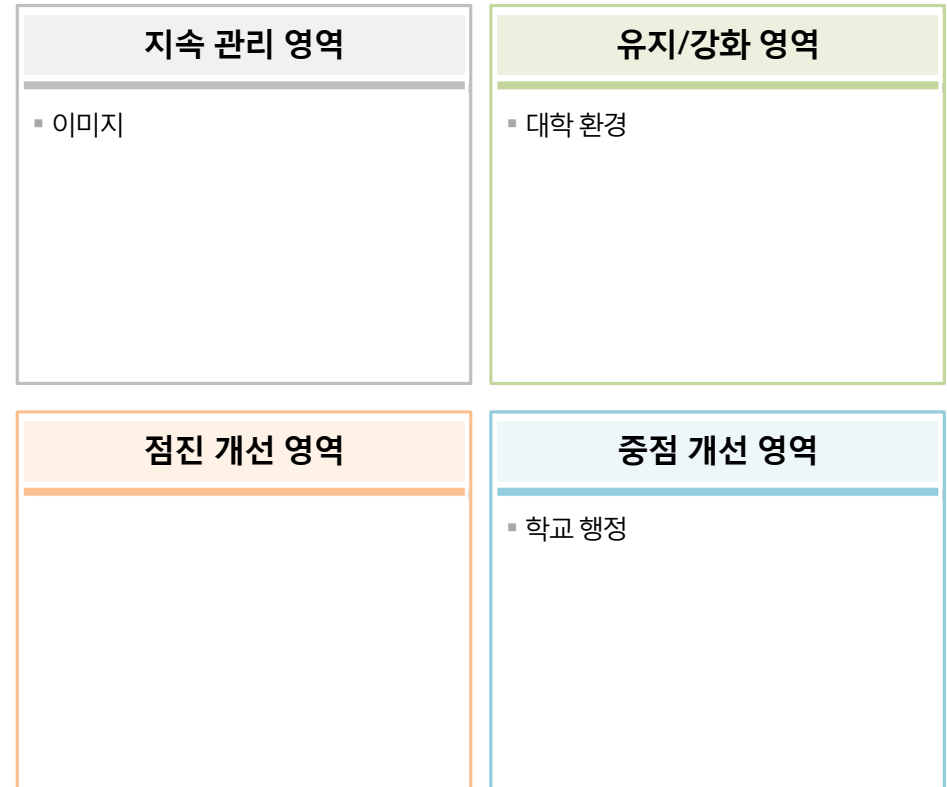 지속 관리 영역
▪ 이미지
유지/강화 영역
▪ 대학 환경
점진 개선 영역
중점 개선 영역
▪ 학교 행정